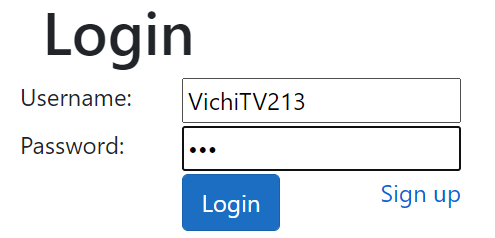 Login
Username: VichiTV213
Password: •••
Login Sign up